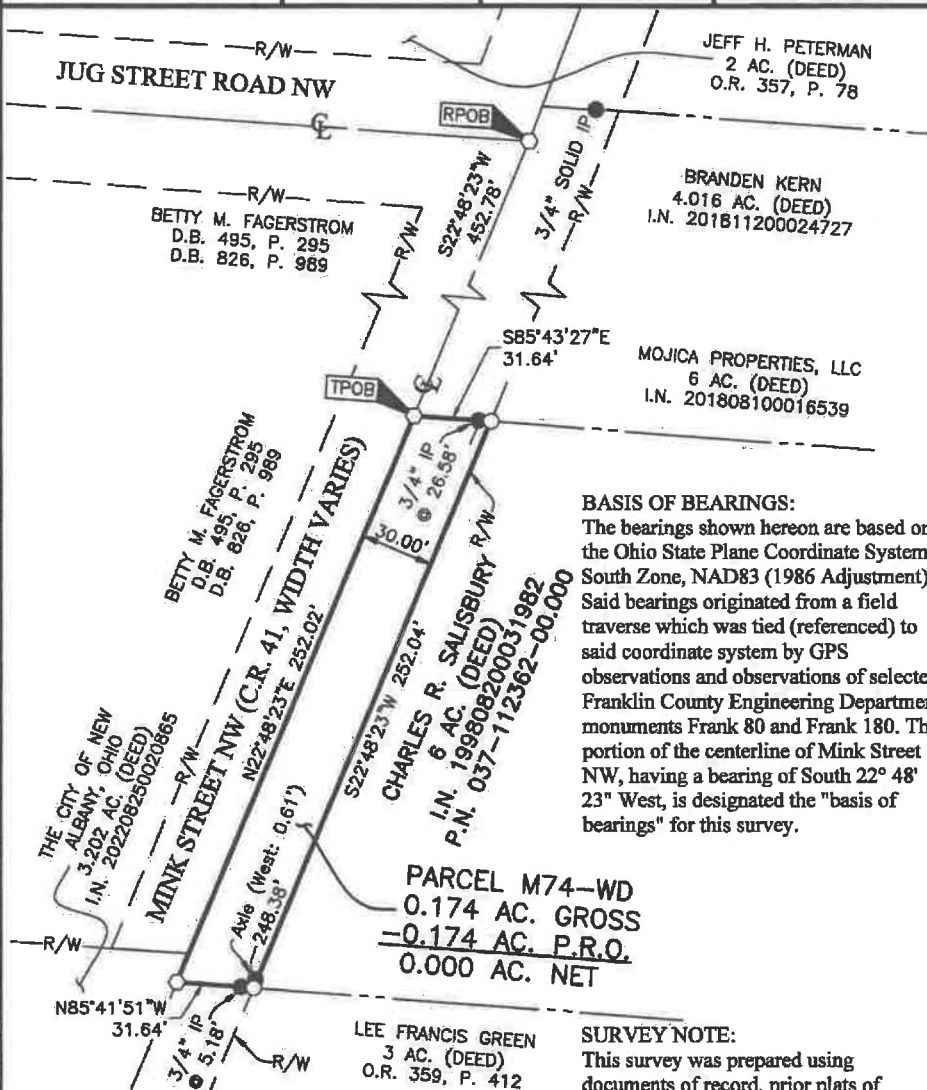 JEFF H. PETERMAN
2 AC. (DEED)
O.R. 357, P. 78
R/W
JUG STREET ROAD NW
RPOB
℄
3/4" SOLID IP
R/W
S22°48'23"W
452.78'
BRANDEN KERN
4.016 AC. (DEED)
I.N. 201811200024727
R/W
BETTY M. FAGERSTROM
D.B. 495, P. 295
D.B. 826, P. 989
R/W
S85°43'27"E
31.64'
MOJICA PROPERTIES, LLC
6 AC. (DEED)
I.N. 201808100016539
TPOB
℄
3/4" IP
@ 26.58'
BETTY M. FAGERSTROM
D.B. 495, P. 295
D.B. 826, P. 989
MINK STREET NW (C.R. 41, WIDTH VARIES)
30.00'
R/W
N22°48'23"E 252.02'
S22°48'23"W 252.04'
CHARLES R. SALISBURY
6 AC. (DEED)
I.N. 199808200031982
P.N. 037-112362-00.000
BASIS OF BEARINGS:
The bearings shown hereon are based on
the Ohio State Plane Coordinate System
South Zone, NAD83 (1986 Adjustment)
Said bearings originated from a field
traverse which was tied (referenced) to
said coordinate system by GPS
observations and observations of selecte
Franklin County Engineering Departmen
monuments Frank 80 and Frank 180. Th
portion of the centerline of Mink Street
NW, having a bearing of South 22° 48'
23" West, is designated the "basis of
bearings" for this survey.
THE CITY OF NEW
ALBANY, OHIO
3.202 AC. (DEED)
I.N. 202208250020865
R/W
Axle (West: 0.61')
248.38'
PARCEL M74-WD
0.174 AC. GROSS
-0.174 AC. P.R.O.
0.000 AC. NET
R/W
N85°41'51"W
31.64'
3/4" IP
@ 5.18'
R/W
LEE FRANCIS GREEN
3 AC. (DEED)
O.R. 359, P. 412
SURVEY NOTE:
This survey was prepared using
documents of record, prior plats of